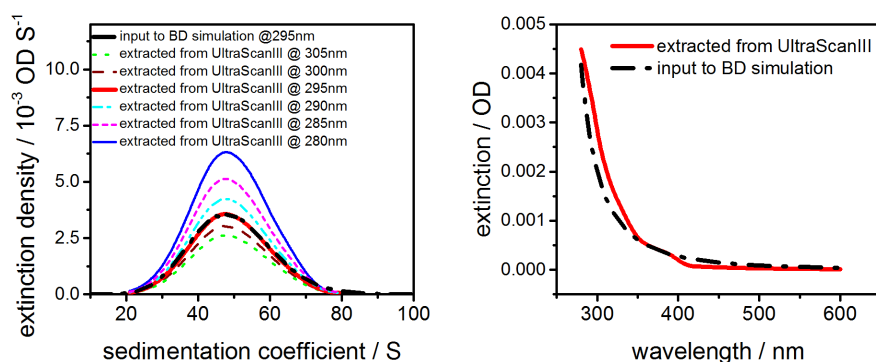 input to BD simulation @295nm
extracted from UltraScanIII @ 305nm
extracted from UltraScanIII @ 300nm
extracted from UltraScanIII @ 295nm
extracted from UltraScanIII @ 290nm
extracted from UltraScanIII @ 285nm
extracted from UltraScanIII @ 280nm
extinction density / 10⁻³ OD S⁻¹
10.0
7.5
5.0
2.5
0.0
20 40 60 80 100
sedimentation coefficient / S
extracted from UltraScanIII
input to BD simulation
extinction / OD
0.005
0.004
0.003
0.002
0.001
0.000
300 400 500 600
wavelength / nm